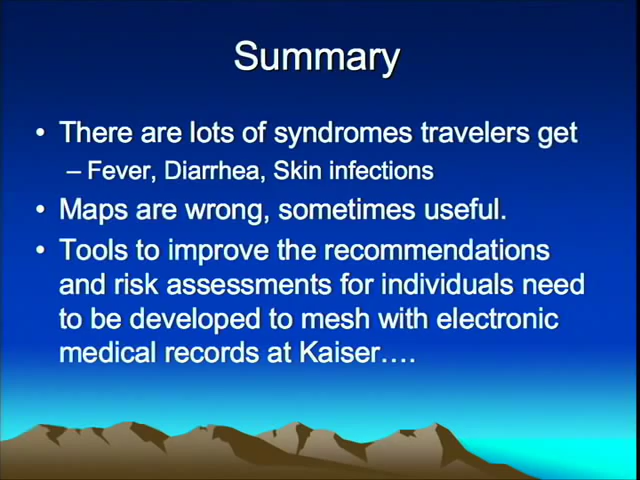 Summary
• There are lots of syndromes travelers get
– Fever, Diarrhea, Skin infections
• Maps are wrong, sometimes useful.
• Tools to improve the recommendations
and risk assessments for individuals need
to be developed to mesh with electronic
medical records at Kaiser….